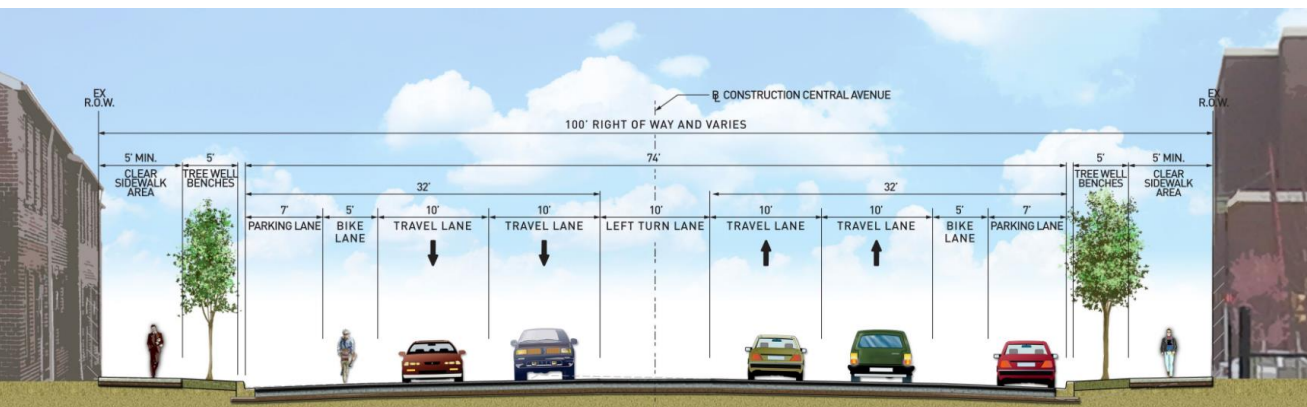 EX
R.O.W.
℄ CONSTRUCTION CENTRAL AVENUE
EX
R.O.W.
100' RIGHT OF WAY AND VARIES
5' MIN.
CLEAR
SIDEWALK
AREA
5'
TREE WELL
BENCHES
74'
5'
TREE WELL
BENCHES
5' MIN.
CLEAR
SIDEWALK
AREA
32'
32'
7'
PARKING LANE
5'
BIKE
LANE
10'
TRAVEL LANE
10'
TRAVEL LANE
10'
LEFT TURN LANE
10'
TRAVEL LANE
10'
TRAVEL LANE
5'
BIKE
LANE
7'
PARKING LANE